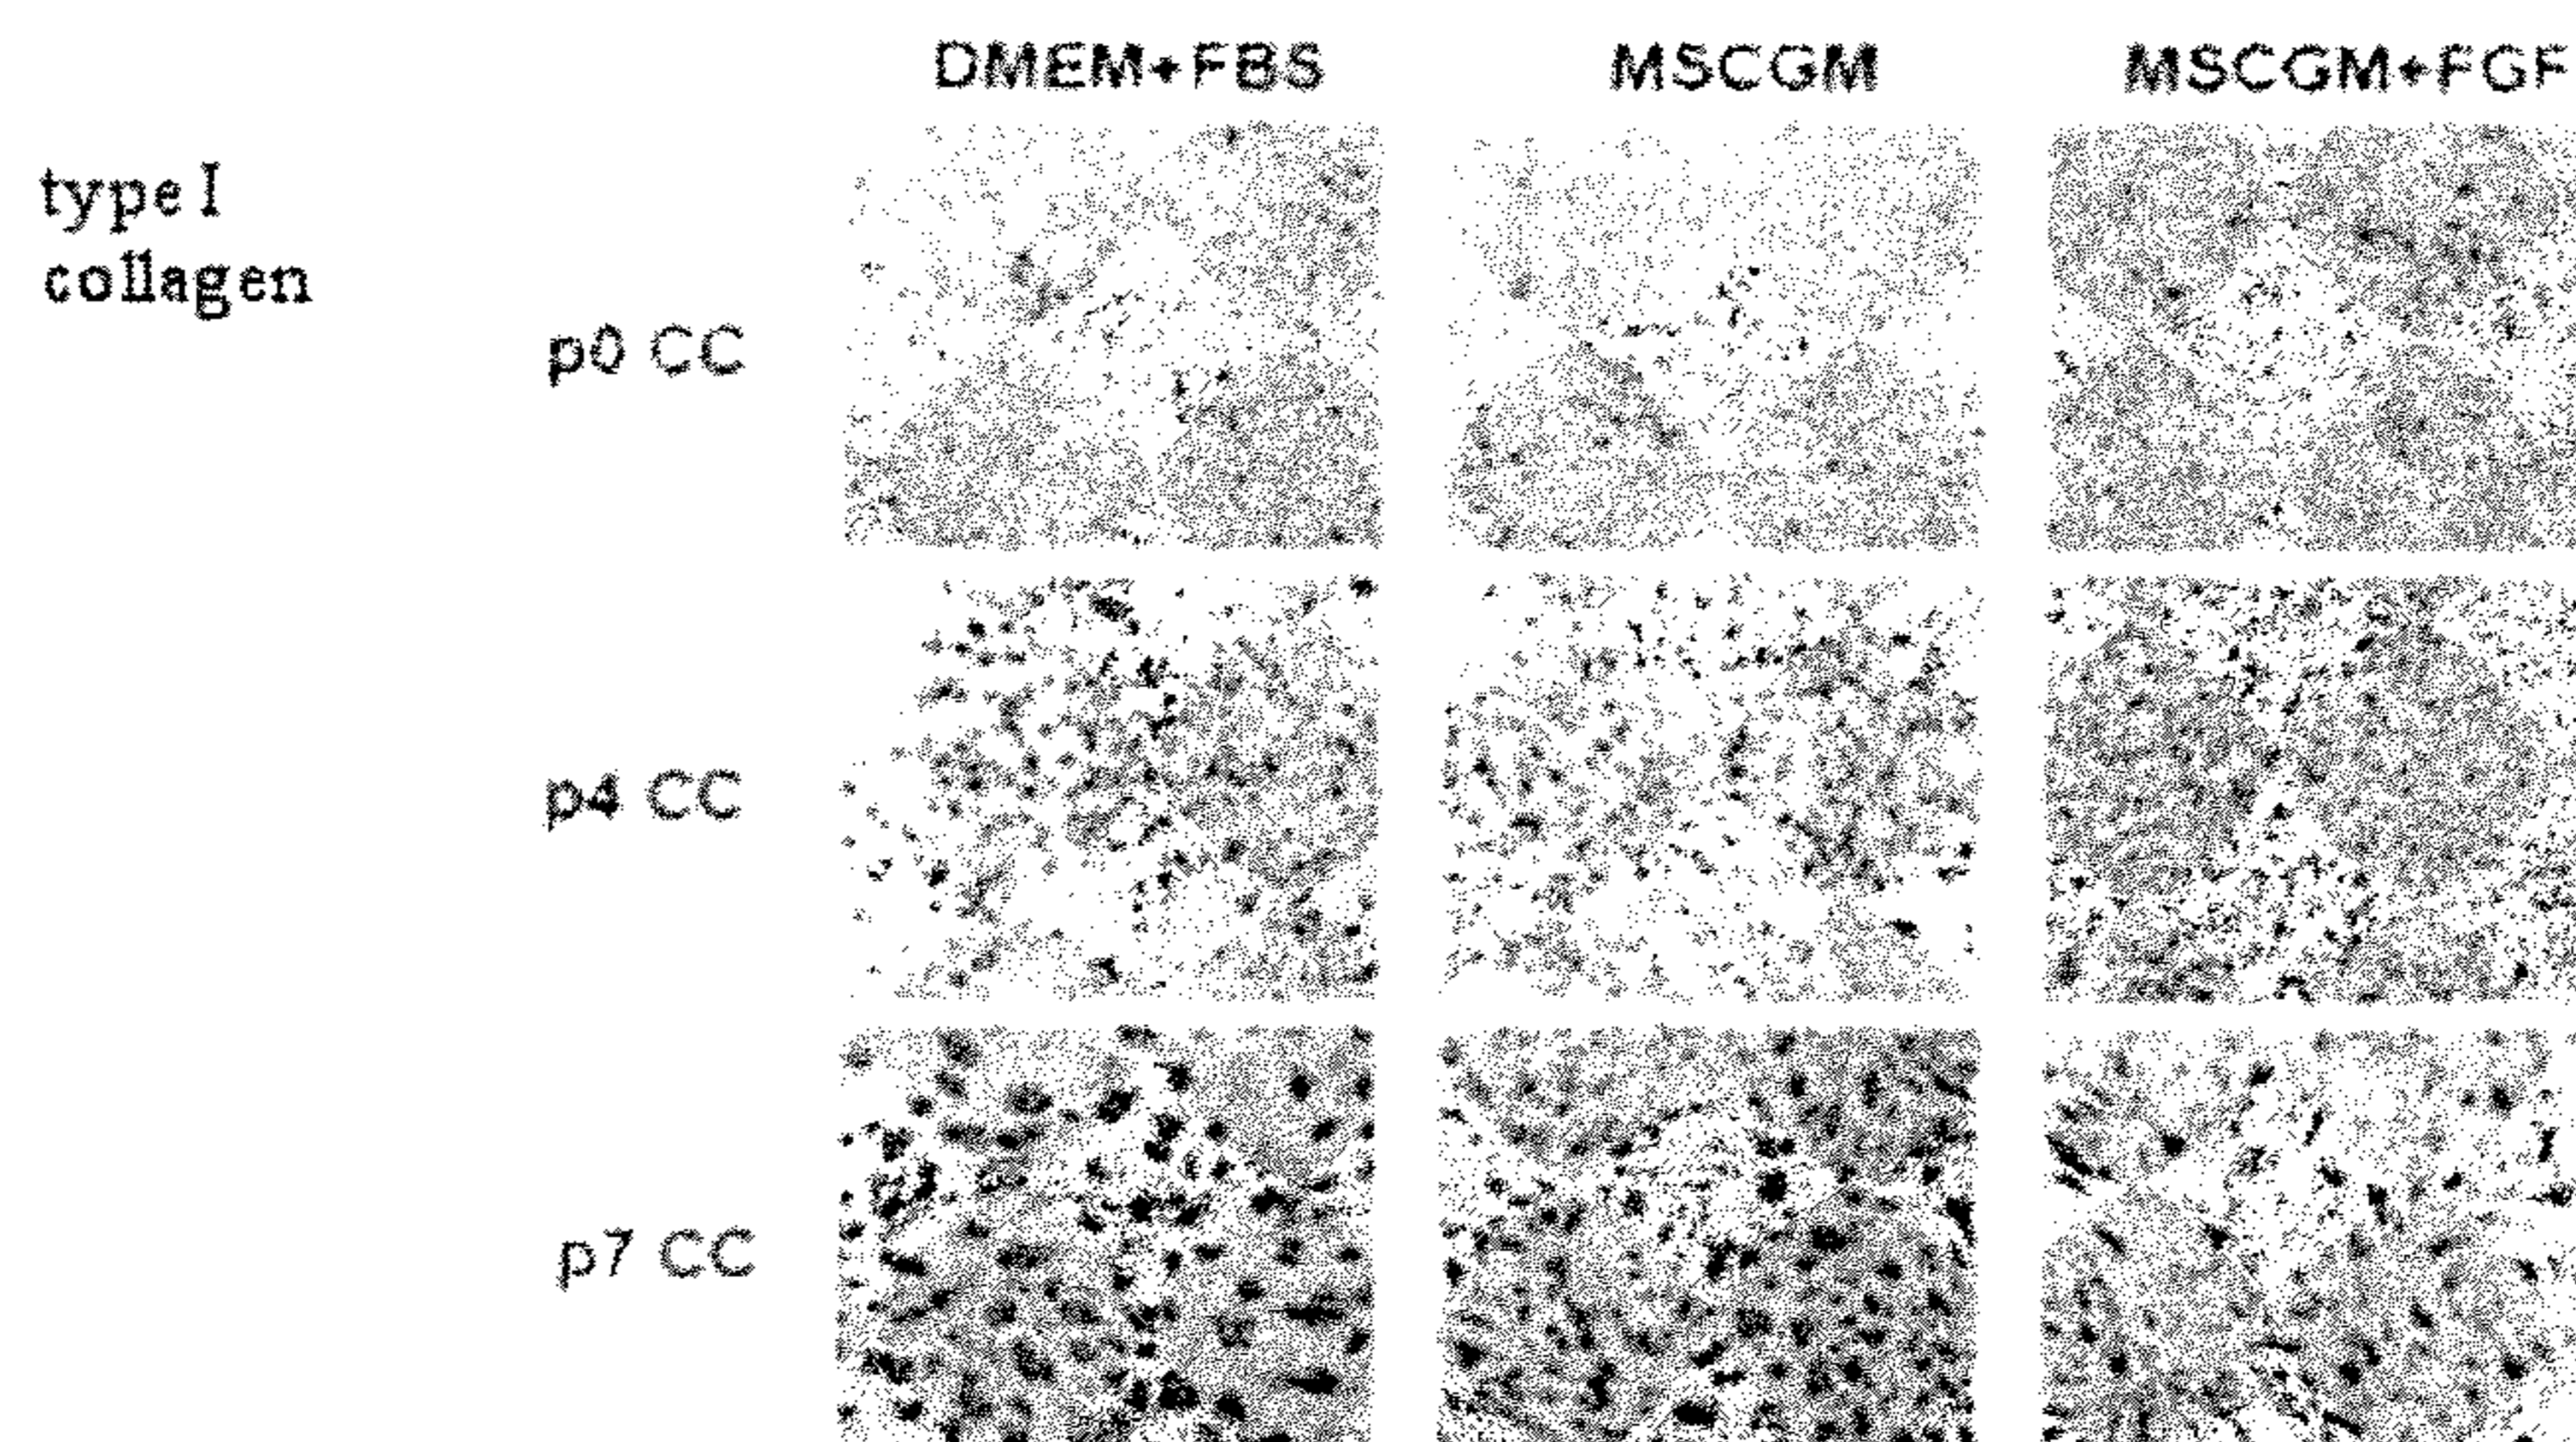 DMEM+FBS MSCGM MSCGM+FGF
type I
collagen
p0 CC
p4 CC
p7 CC